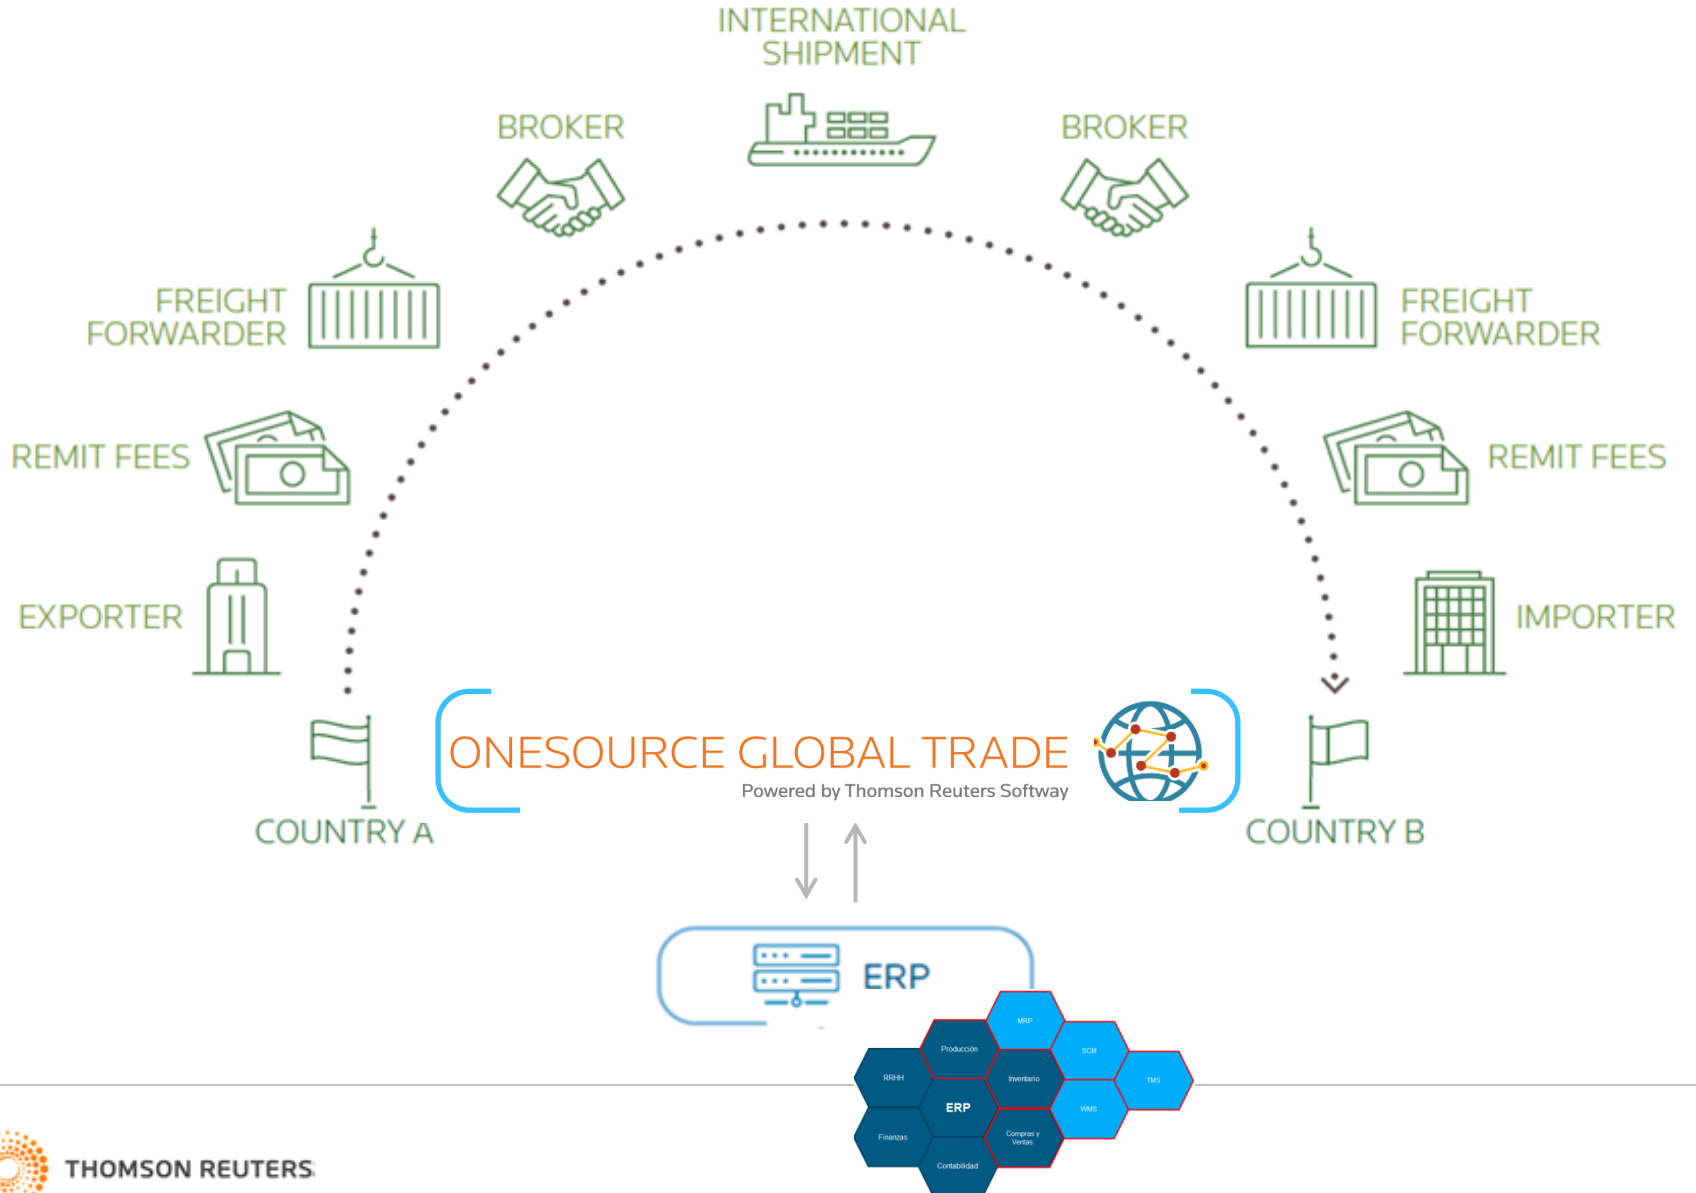 INTERNATIONAL
SHIPMENT
BROKER
BROKER
FREIGHT
FORWARDER
FREIGHT
FORWARDER
REMIT FEES
REMIT FEES
EXPORTER
IMPORTER
ONESOURCE GLOBAL TRADE
Powered by Thomson Reuters Softway
COUNTRY A
COUNTRY B
ERP
MRP
Producción
SCM
RRHH
Inventario
TMS
ERP
WMS
Finanzas
Compras y
Ventas
Contabilidad
THOMSON REUTERS